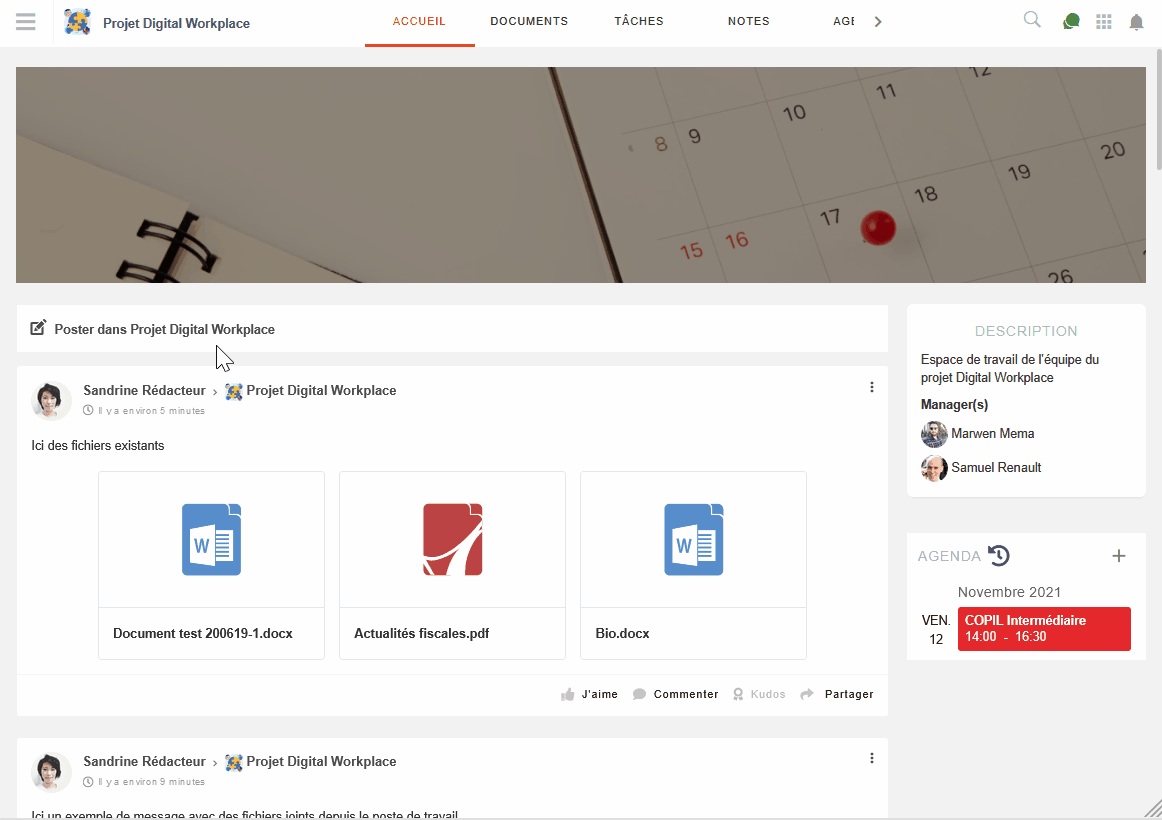 Projet Digital Workplace
ACCUEIL DOCUMENTS TÂCHES NOTES AGE
8 9 10 11 12
15 16 17 18 19 20
26
Poster dans Projet Digital Workplace
Sandrine Rédacteur › Projet Digital Workplace
Il y a environ 5 minutes
Ici des fichiers existants
W W
Document test 200619-1.docx
Actualités fiscales.pdf
Bio.docx
J'aime Commenter Kudos Partager
Sandrine Rédacteur › Projet Digital Workplace
Il y a environ 9 minutes
Ici un exemple de message avec des fichiers joints depuis le poste de travail
DESCRIPTION
Espace de travail de l'équipe du
projet Digital Workplace
Manager(s)
Marwen Mema
Samuel Renault
AGENDA
Novembre 2021
VEN.
12
COPIL Intermédiaire
14:00 - 16:30